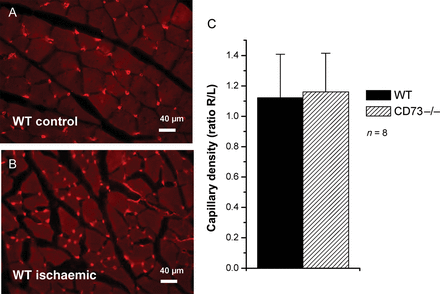 A
WT control
40 µm
B
WT ischaemic
40 µm
C
Capillary density (ratio R/L)
1.4
1.2
1.0
0.8
0.6
0.4
0.2
0.0
WT
CD73–/–
n = 8